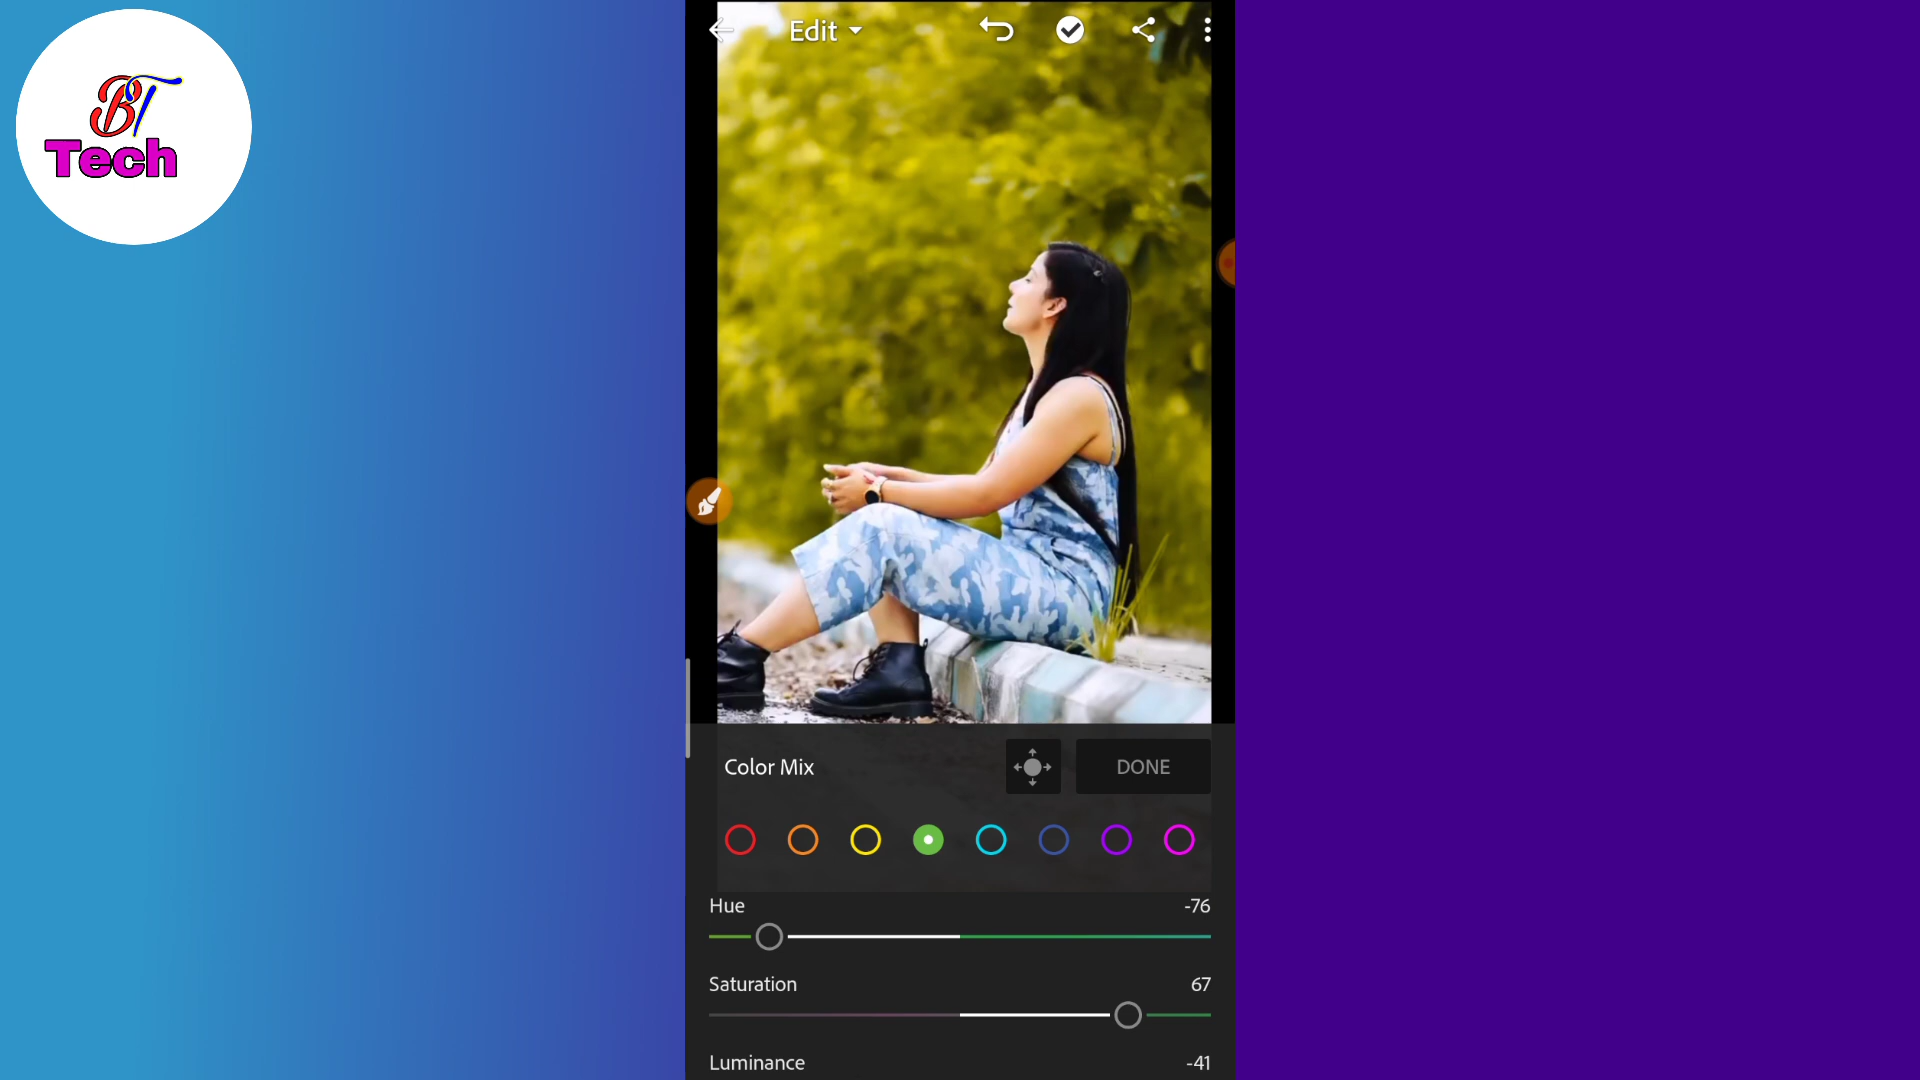 BT
Tech
Edit
Color Mix
DONE
Hue -76
Saturation 67
Luminance -41